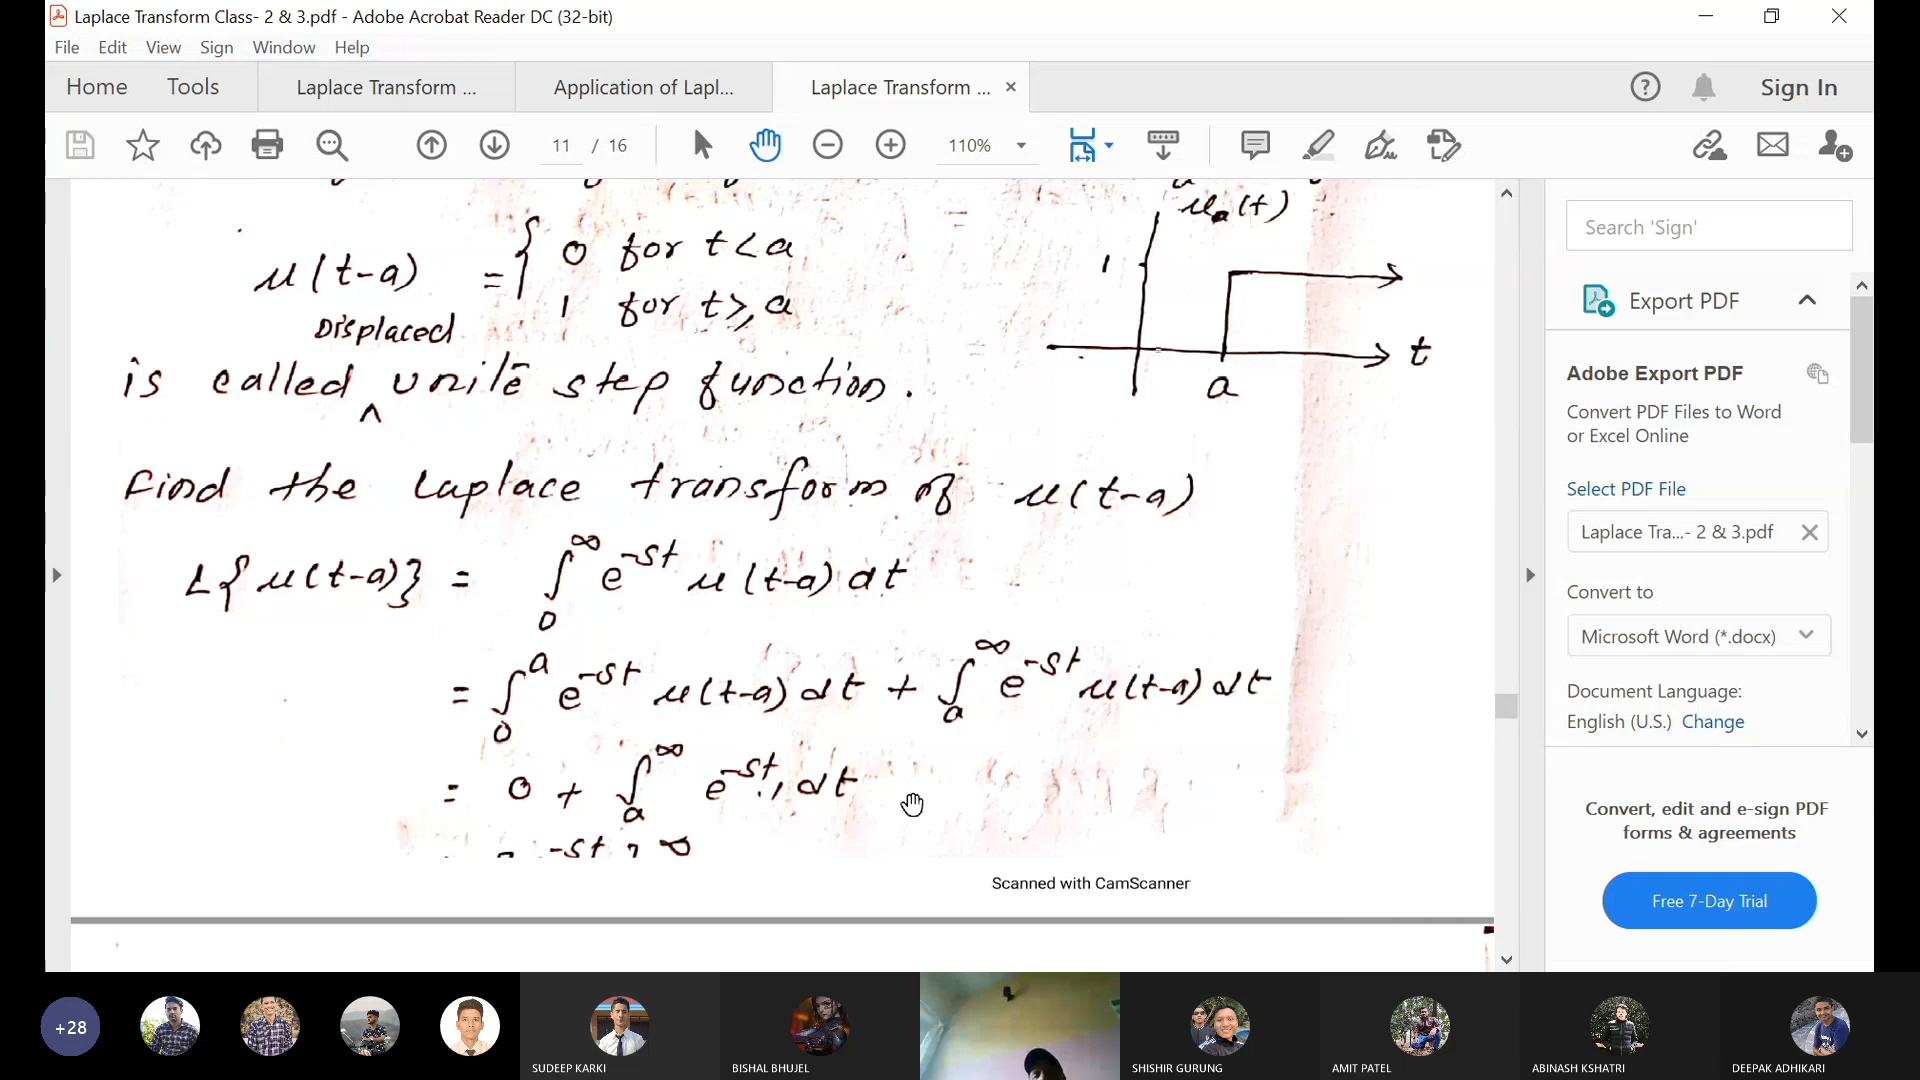 Laplace Transform Class- 2 & 3.pdf - Adobe Acrobat Reader DC (32-bit)
File Edit View Sign Window Help
Home Tools Laplace Transform ... Application of Lapl... Laplace Transform ... × Sign In
11 / 16 110%
u_a(t)
u(t-a) = { 0 for t<a
1 for t≥a
1
t
a
Displaced
is called ^ unite step function.
Find the Laplace transform of u(t-a)
L{u(t-a)} = ∫₀^∞ e^-st u(t-a) dt
= ∫₀^a e^-st u(t-a) dt + ∫ₐ^∞ e^-st u(t-a) dt
= 0 + ∫ₐ^∞ e^-st.1 dt
Scanned with CamScanner
Search 'Sign'
Export PDF
Adobe Export PDF
Convert PDF Files to Word
or Excel Online
Select PDF File
Laplace Tra...- 2 & 3.pdf
Convert to
Microsoft Word (*.docx)
Document Language:
English (U.S.) Change
Convert, edit and e-sign PDF
forms & agreements
Free 7-Day Trial
+28
SUDEEP KARKI
BISHAL BHUJEL
SHISHIR GURUNG
AMIT PATEL
ABINASH KSHATRI
DEEPAK ADHIKARI